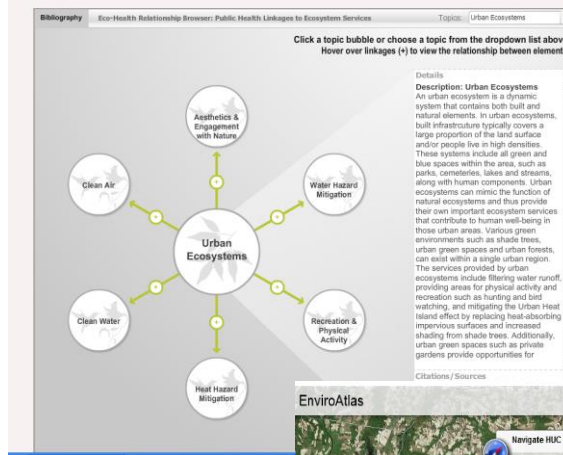 Bibliography Eco-Health Relationship Browser: Public Health Linkages to Ecosystem Services Topics: Urban Ecosystems
Click a topic bubble or choose a topic from the dropdown list abov
Hover over linkages (+) to view the relationship between element
Aesthetics &
Engagement
with Nature
Clean Air
Water Hazard
Mitigation
Urban
Ecosystems
Clean Water
Recreation &
Physical
Activity
Heat Hazard
Mitigation
Details
Description: Urban Ecosystems
An urban ecosystem is a dynamic
system that contains both built and
natural elements. In urban ecosystems,
built infrastrcuture typically covers a
large proportion of the land surface
and/or people live in high densities.
These systems include all green and
blue spaces within the area, such as
parks, cemeteries, lakes and streams,
along with human components. Urban
ecosystems can mimic the function of
natural ecosystems and thus provide
their own important ecosystem services
that contribute to human well-being in
those urban areas. Various green
environments such as shade trees,
urban green spaces and urban forests,
can exist within a single urban region.
The services provided by urban
ecosystems include filtering water runoff,
providing areas for physical activity and
recreation such as hunting and bird
watching, and mitigating the Urban Heat
Island effect by replacing heat-absorbing
impervious surfaces and increased
shading from shade trees. Additionally,
urban green spaces such as private
gardens provide opportunities for
Citations/Sources
EnviroAtlas
Navigate HUC